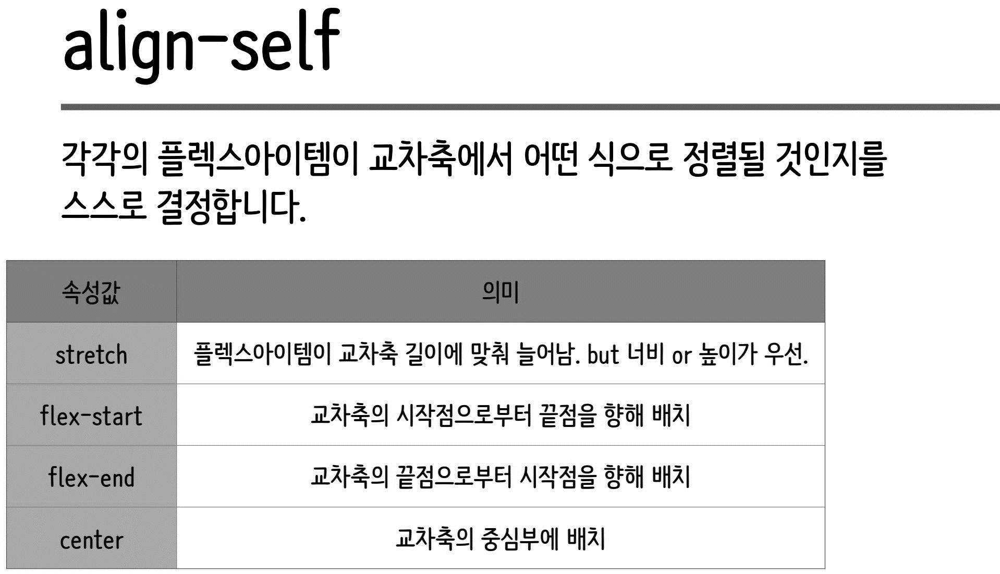 align-self
각각의 플렉스아이템이 교차축에서 어떤 식으로 정렬될 것인지를
스스로 결정합니다.
속성값 의미
stretch 플렉스아이템이 교차축 길이에 맞춰 늘어남. but 너비 or 높이가 우선.
flex-start 교차축의 시작점으로부터 끝점을 향해 배치
flex-end 교차축의 끝점으로부터 시작점을 향해 배치
center 교차축의 중심부에 배치